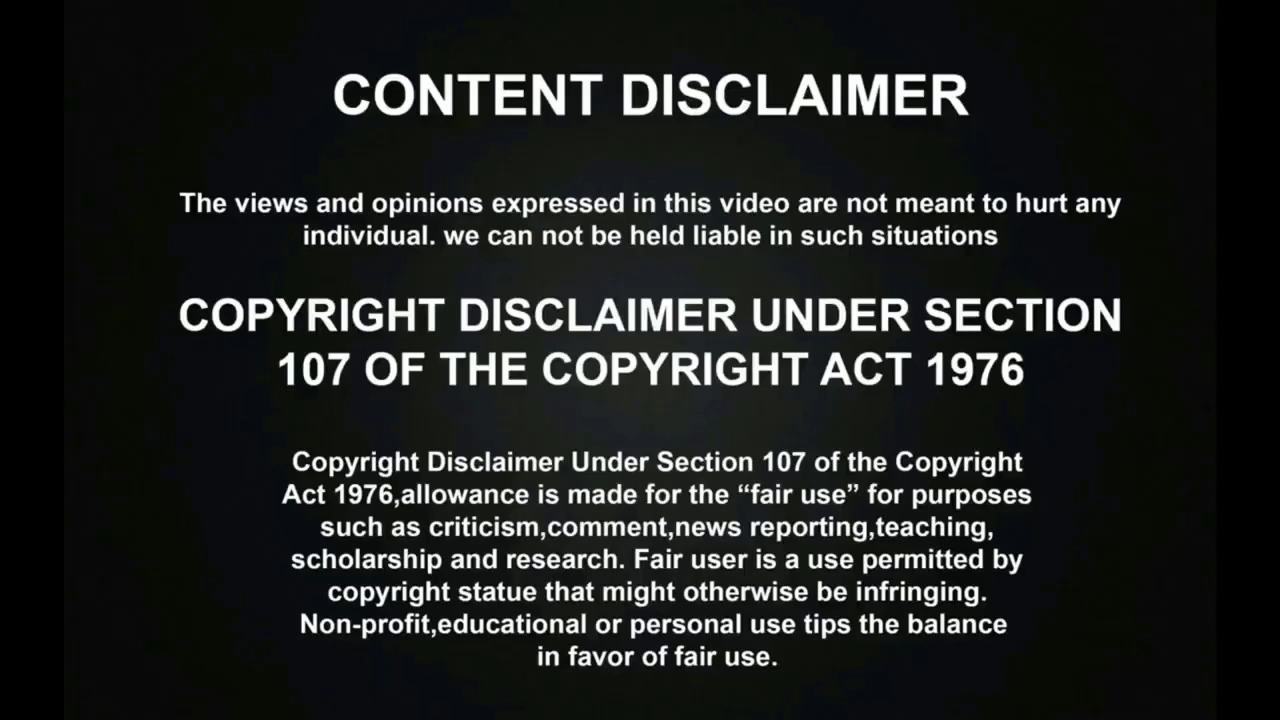 CONTENT DISCLAIMER
The views and opinions expressed in this video are not meant to hurt any
individual. we can not be held liable in such situations
COPYRIGHT DISCLAIMER UNDER SECTION
107 OF THE COPYRIGHT ACT 1976
Copyright Disclaimer Under Section 107 of the Copyright
Act 1976,allowance is made for the “fair use” for purposes
such as criticism,comment,news reporting,teaching,
scholarship and research. Fair user is a use permitted by
copyright statue that might otherwise be infringing.
Non-profit,educational or personal use tips the balance
in favor of fair use.